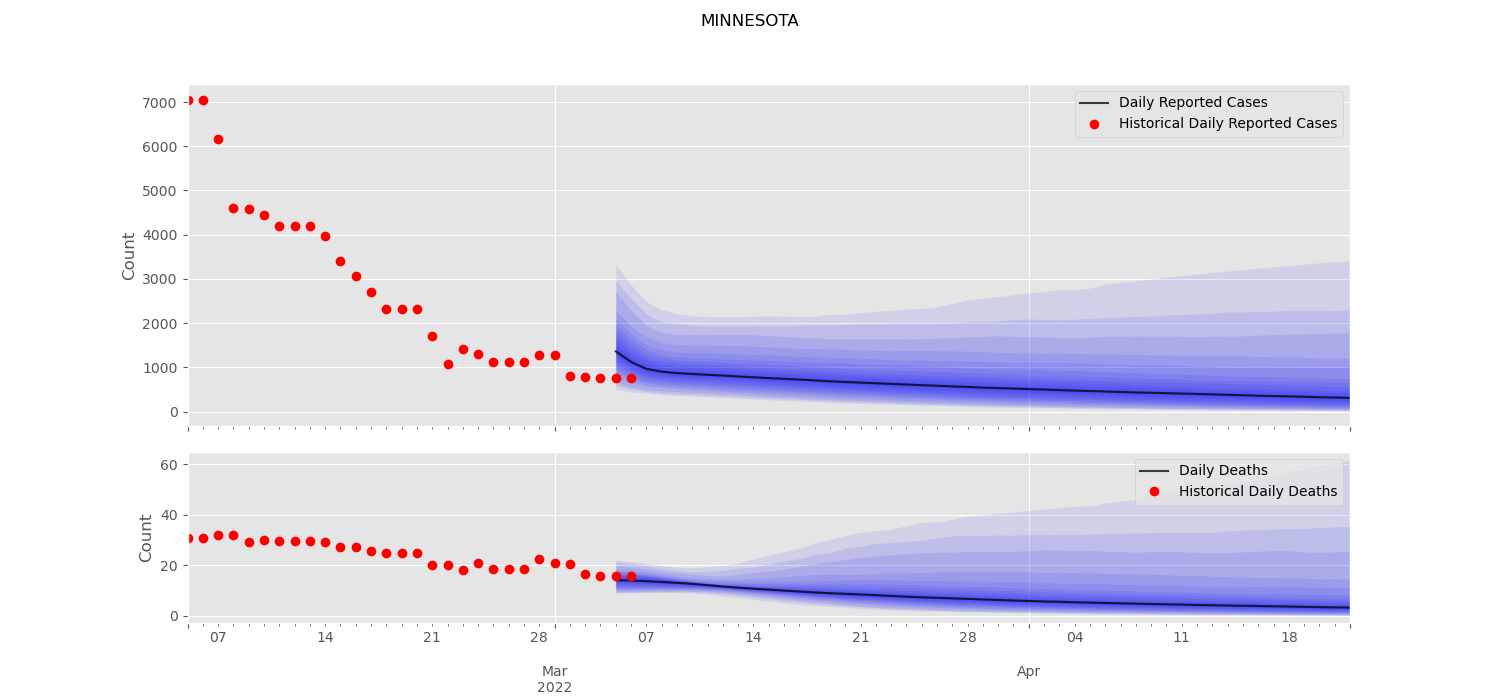 MINNESOTA
7000
6000
5000
4000
3000
2000
1000
0
Count
Daily Reported Cases
Historical Daily Reported Cases
60
40
20
0
Count
Daily Deaths
Historical Daily Deaths
07 14 21 28 07 14 21 28 04 11 18
Mar Apr
2022